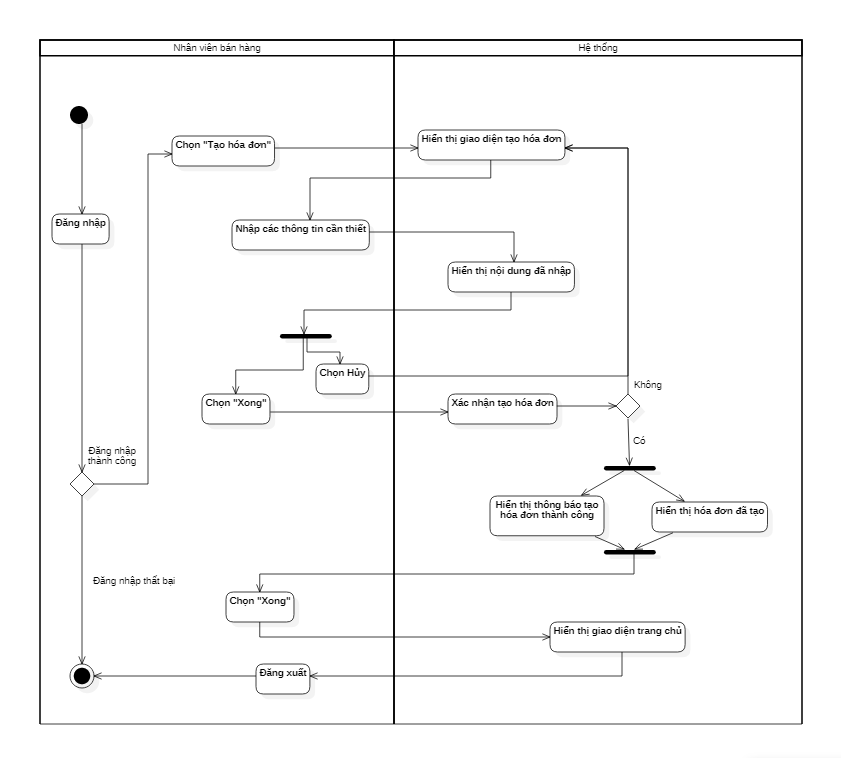 Nhân viên bán hàng
Hệ thống
Hiển thị giao diện tạo hóa đơn
Chọn "Tạo hóa đơn"
Đăng nhập
Nhập các thông tin cần thiết
Hiển thị nội dung đã nhập
Chọn Hủy
Không
Chọn "Xong"
Xác nhận tạo hóa đơn
Có
Đăng nhập
thành công
Hiển thị thông báo tạo
hóa đơn thành công
Hiển thị hóa đơn đã tạo
Đăng nhập thất bại
Chọn "Xong"
Hiển thị giao diện trang chủ
Đăng xuất